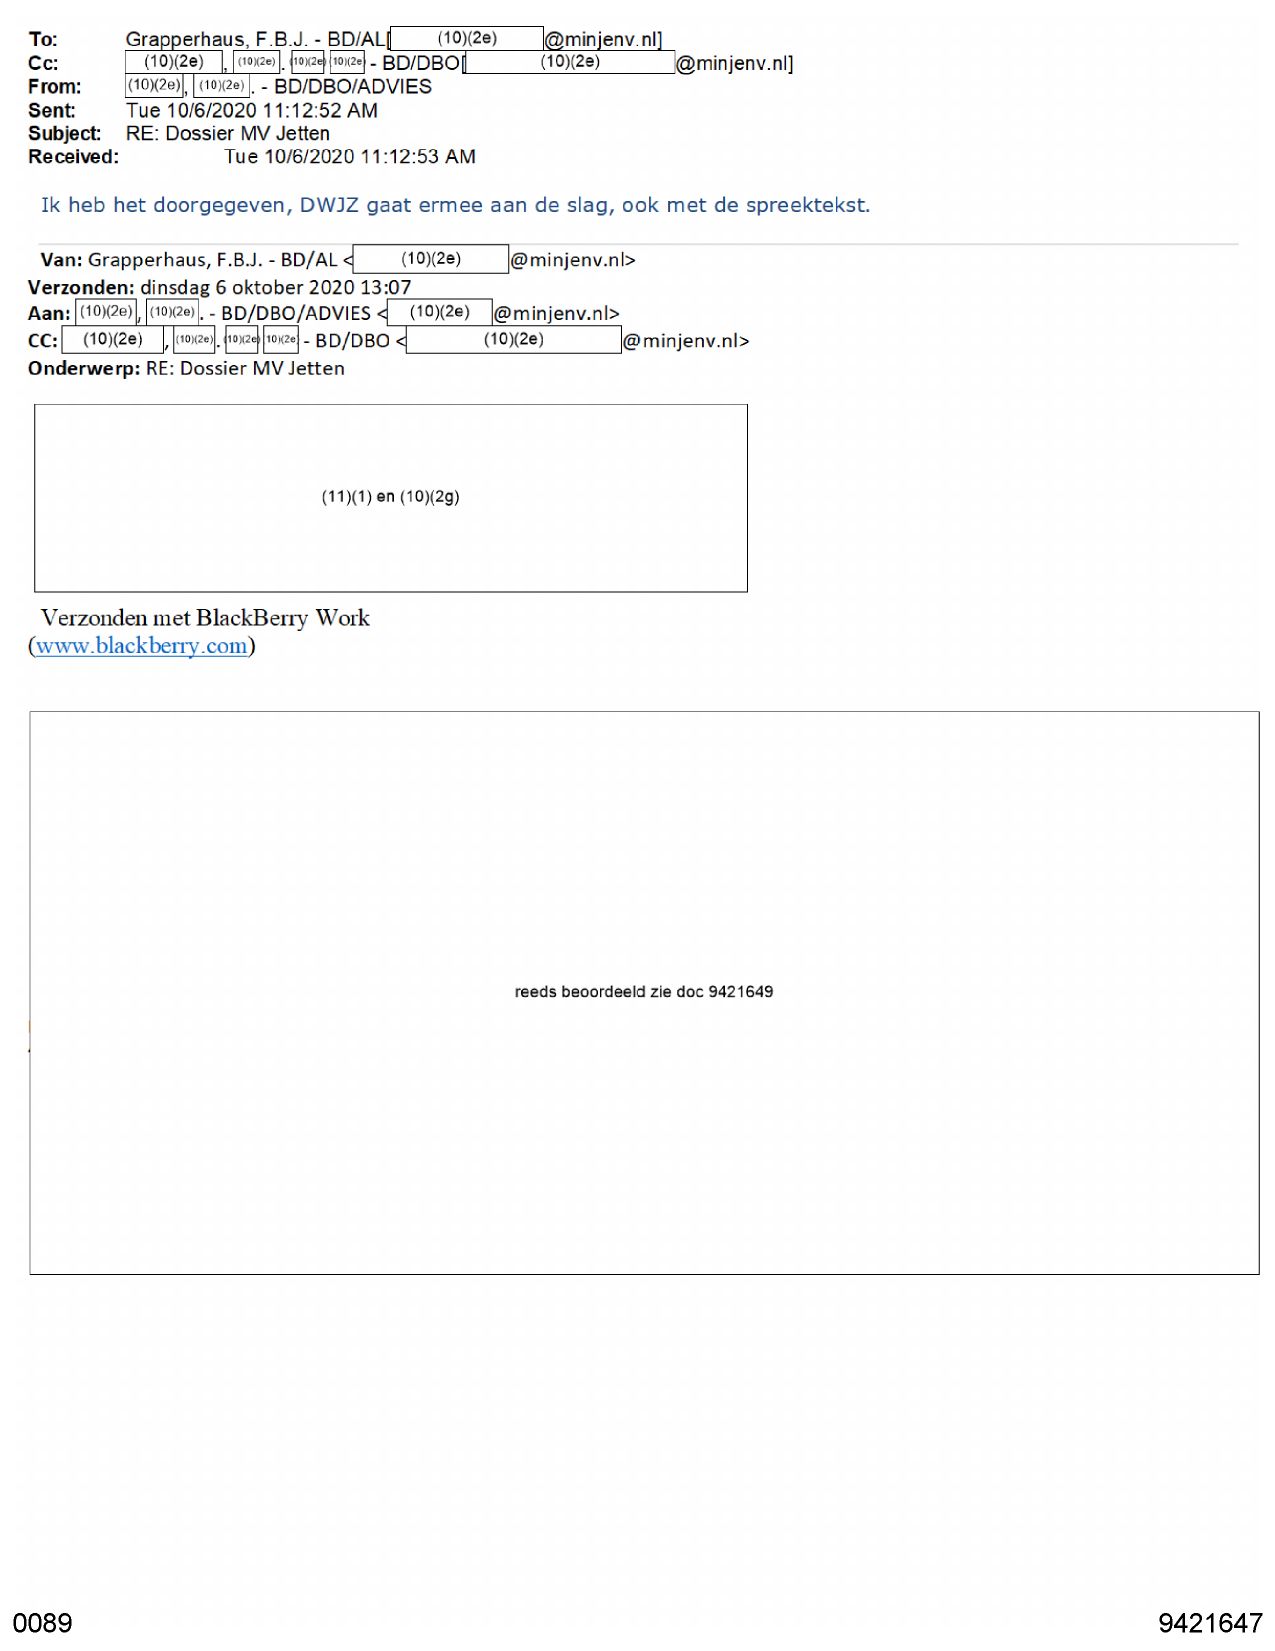 To: Grapperhaus, F.B.J. - BD/AL[ (10)(2e) @minjenv.nl]
Cc: (10)(2e) , (10)(2e) . (10)(2e) (10)(2e) - BD/DBO[ (10)(2e) @minjenv.nl]
From: (10)(2e) , (10)(2e) . - BD/DBO/ADVIES
Sent: Tue 10/6/2020 11:12:52 AM
Subject: RE: Dossier MV Jetten
Received: Tue 10/6/2020 11:12:53 AM
Ik heb het doorgegeven, DWJZ gaat ermee aan de slag, ook met de spreektekst.
Van: Grapperhaus, F.B.J. - BD/AL < (10)(2e) @minjenv.nl>
Verzonden: dinsdag 6 oktober 2020 13:07
Aan: (10)(2e) , (10)(2e) . - BD/DBO/ADVIES < (10)(2e) @minjenv.nl>
CC: (10)(2e) , (10)(2e) . (10)(2e) (10)(2e) - BD/DBO < (10)(2e) @minjenv.nl>
Onderwerp: RE: Dossier MV Jetten
(11)(1) en (10)(2g)
Verzonden met BlackBerry Work
(www.blackberry.com)
reeds beoordeeld zie doc 9421649
0089 9421647